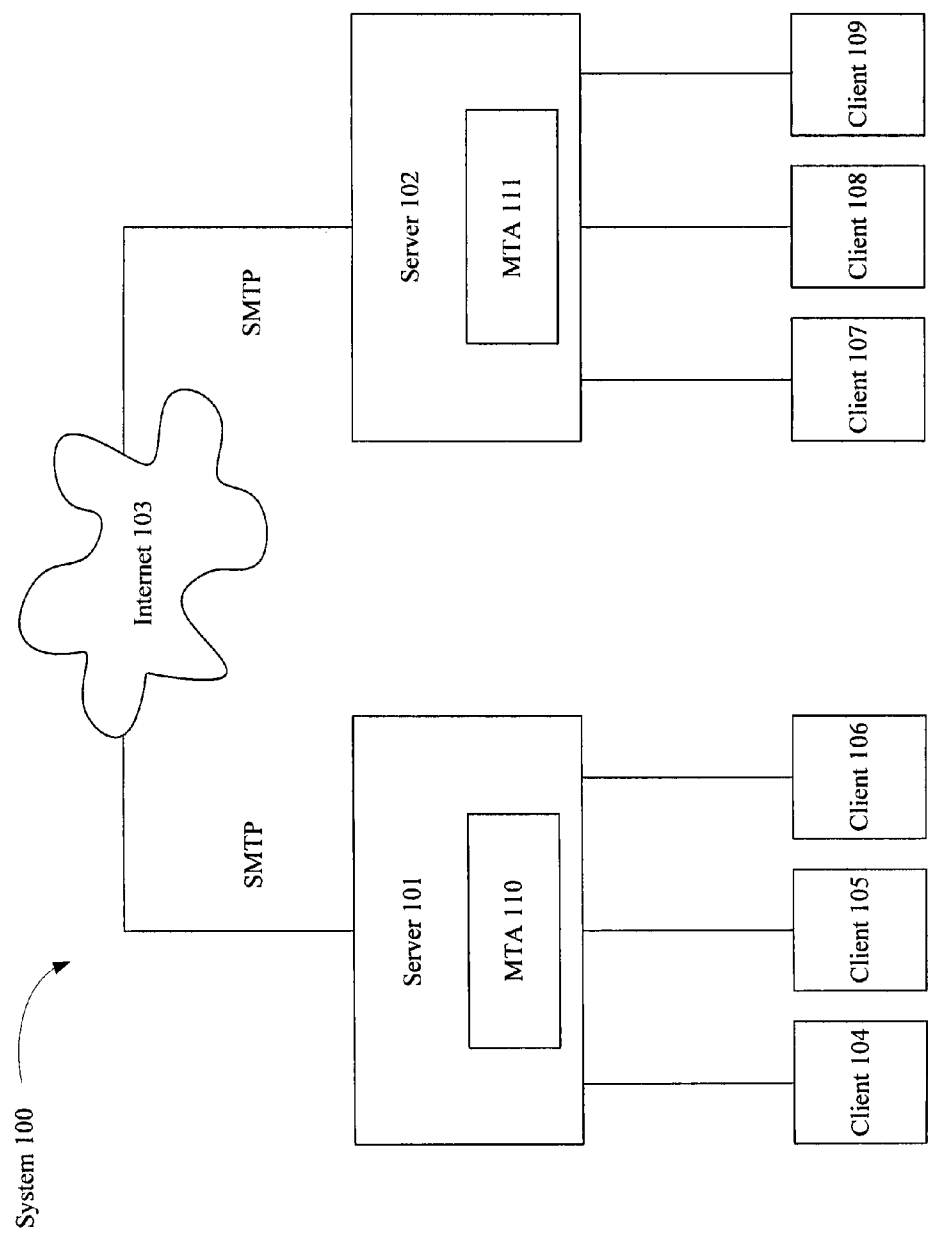 System 100
Internet 103
SMTP
SMTP
Server 101
Server 102
MTA 110
MTA 111
Client 104
Client 105
Client 106
Client 107
Client 108
Client 109